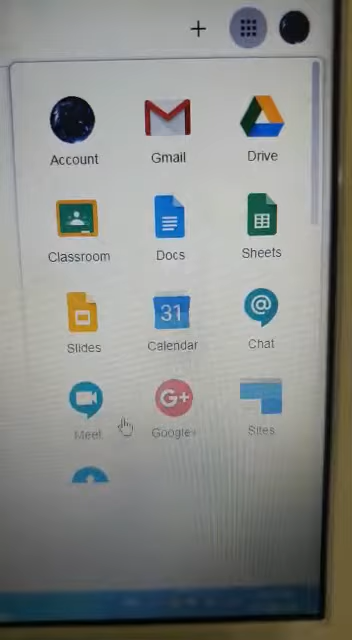 +
Account Gmail Drive
Classroom Docs Sheets
31 @
Slides Calendar Chat
G+
Meet Google+ Sites